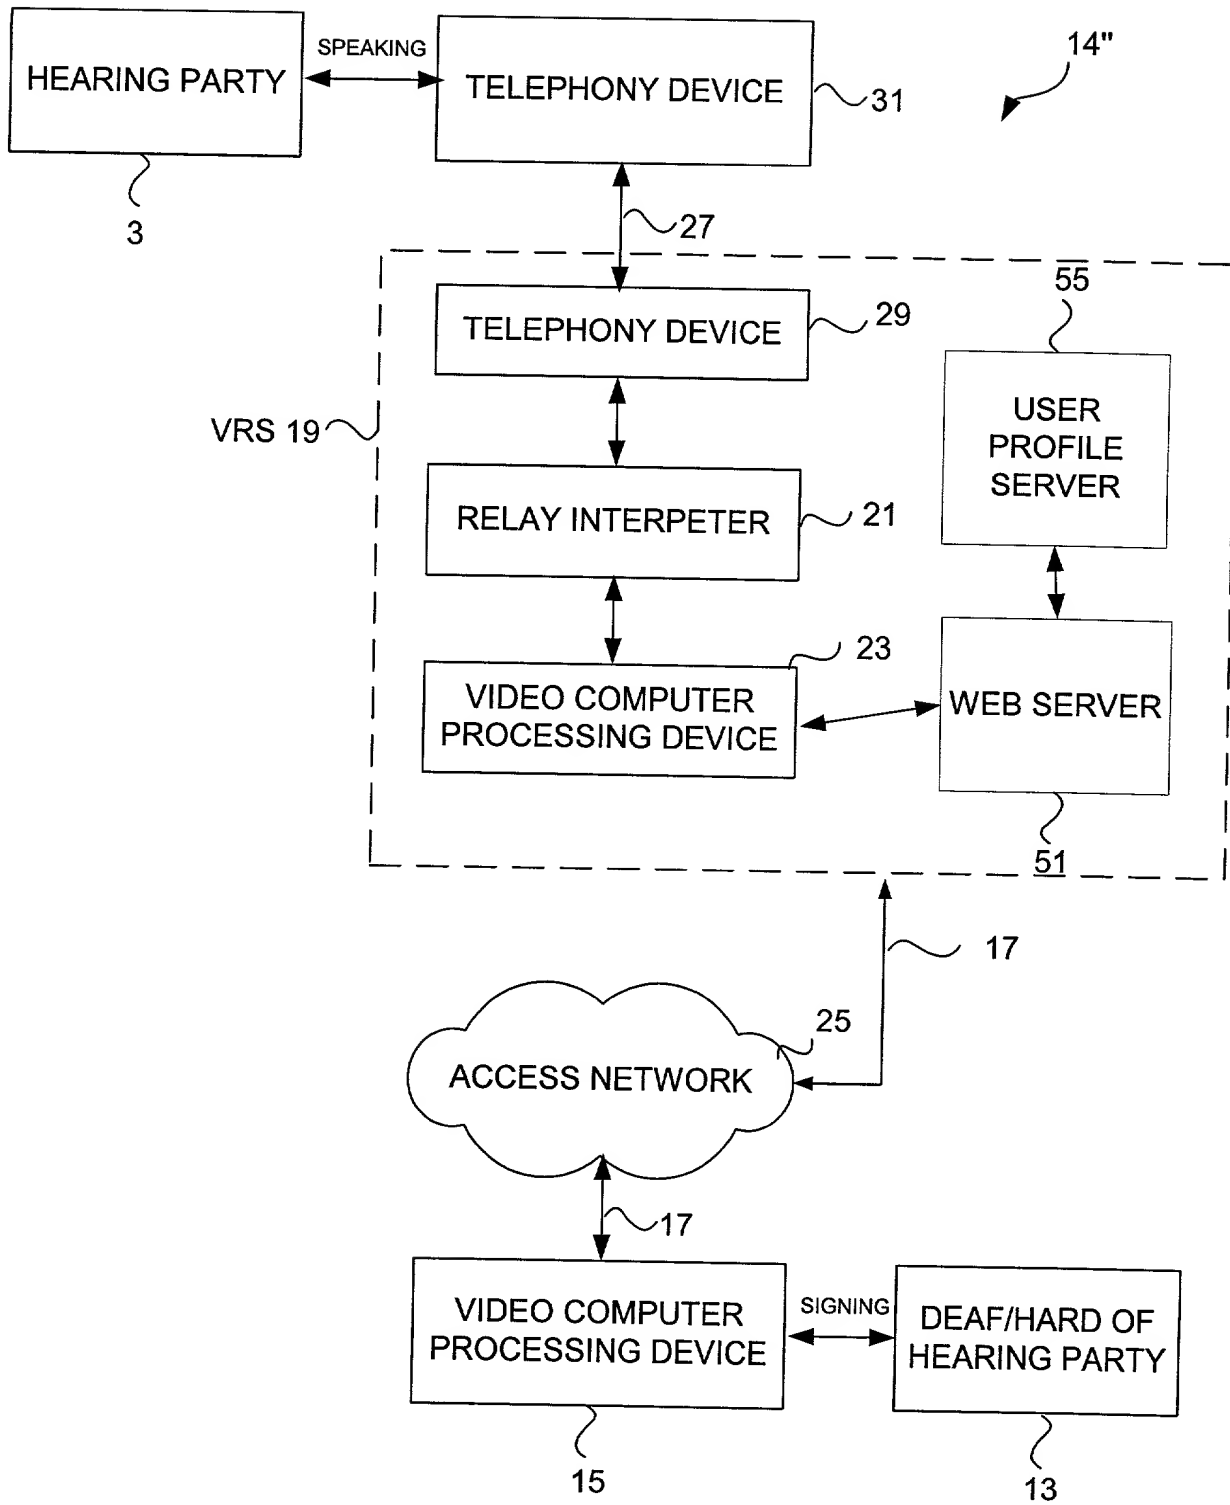 HEARING PARTY
SPEAKING
TELEPHONY DEVICE
31
14"
3
27
55
TELEPHONY DEVICE
29
USER
PROFILE
SERVER
VRS 19
RELAY INTERPETER
21
23
VIDEO COMPUTER
PROCESSING DEVICE
WEB SERVER
51
17
25
ACCESS NETWORK
17
VIDEO COMPUTER
PROCESSING DEVICE
SIGNING
DEAF/HARD OF
HEARING PARTY
15
13